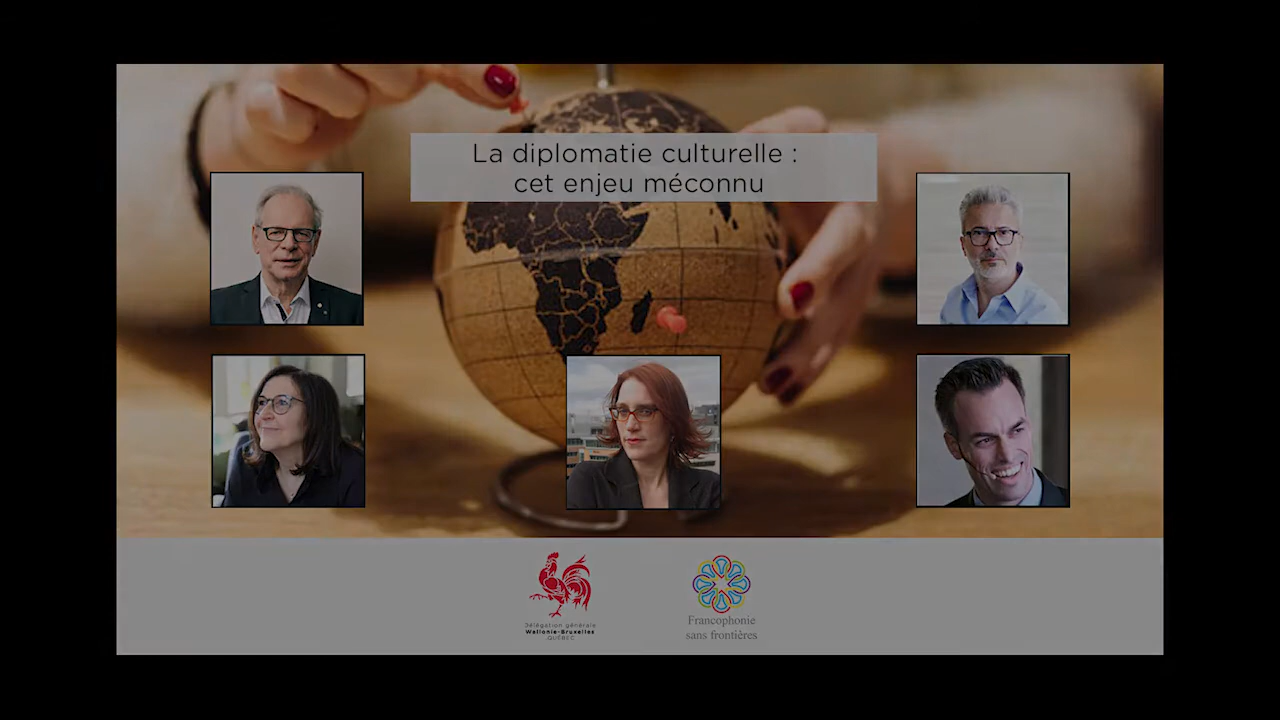 La diplomatie culturelle :
cet enjeu méconnu
Délégation générale
Wallonie-Bruxelles
QUÉBEC
Francophonie
sans frontières